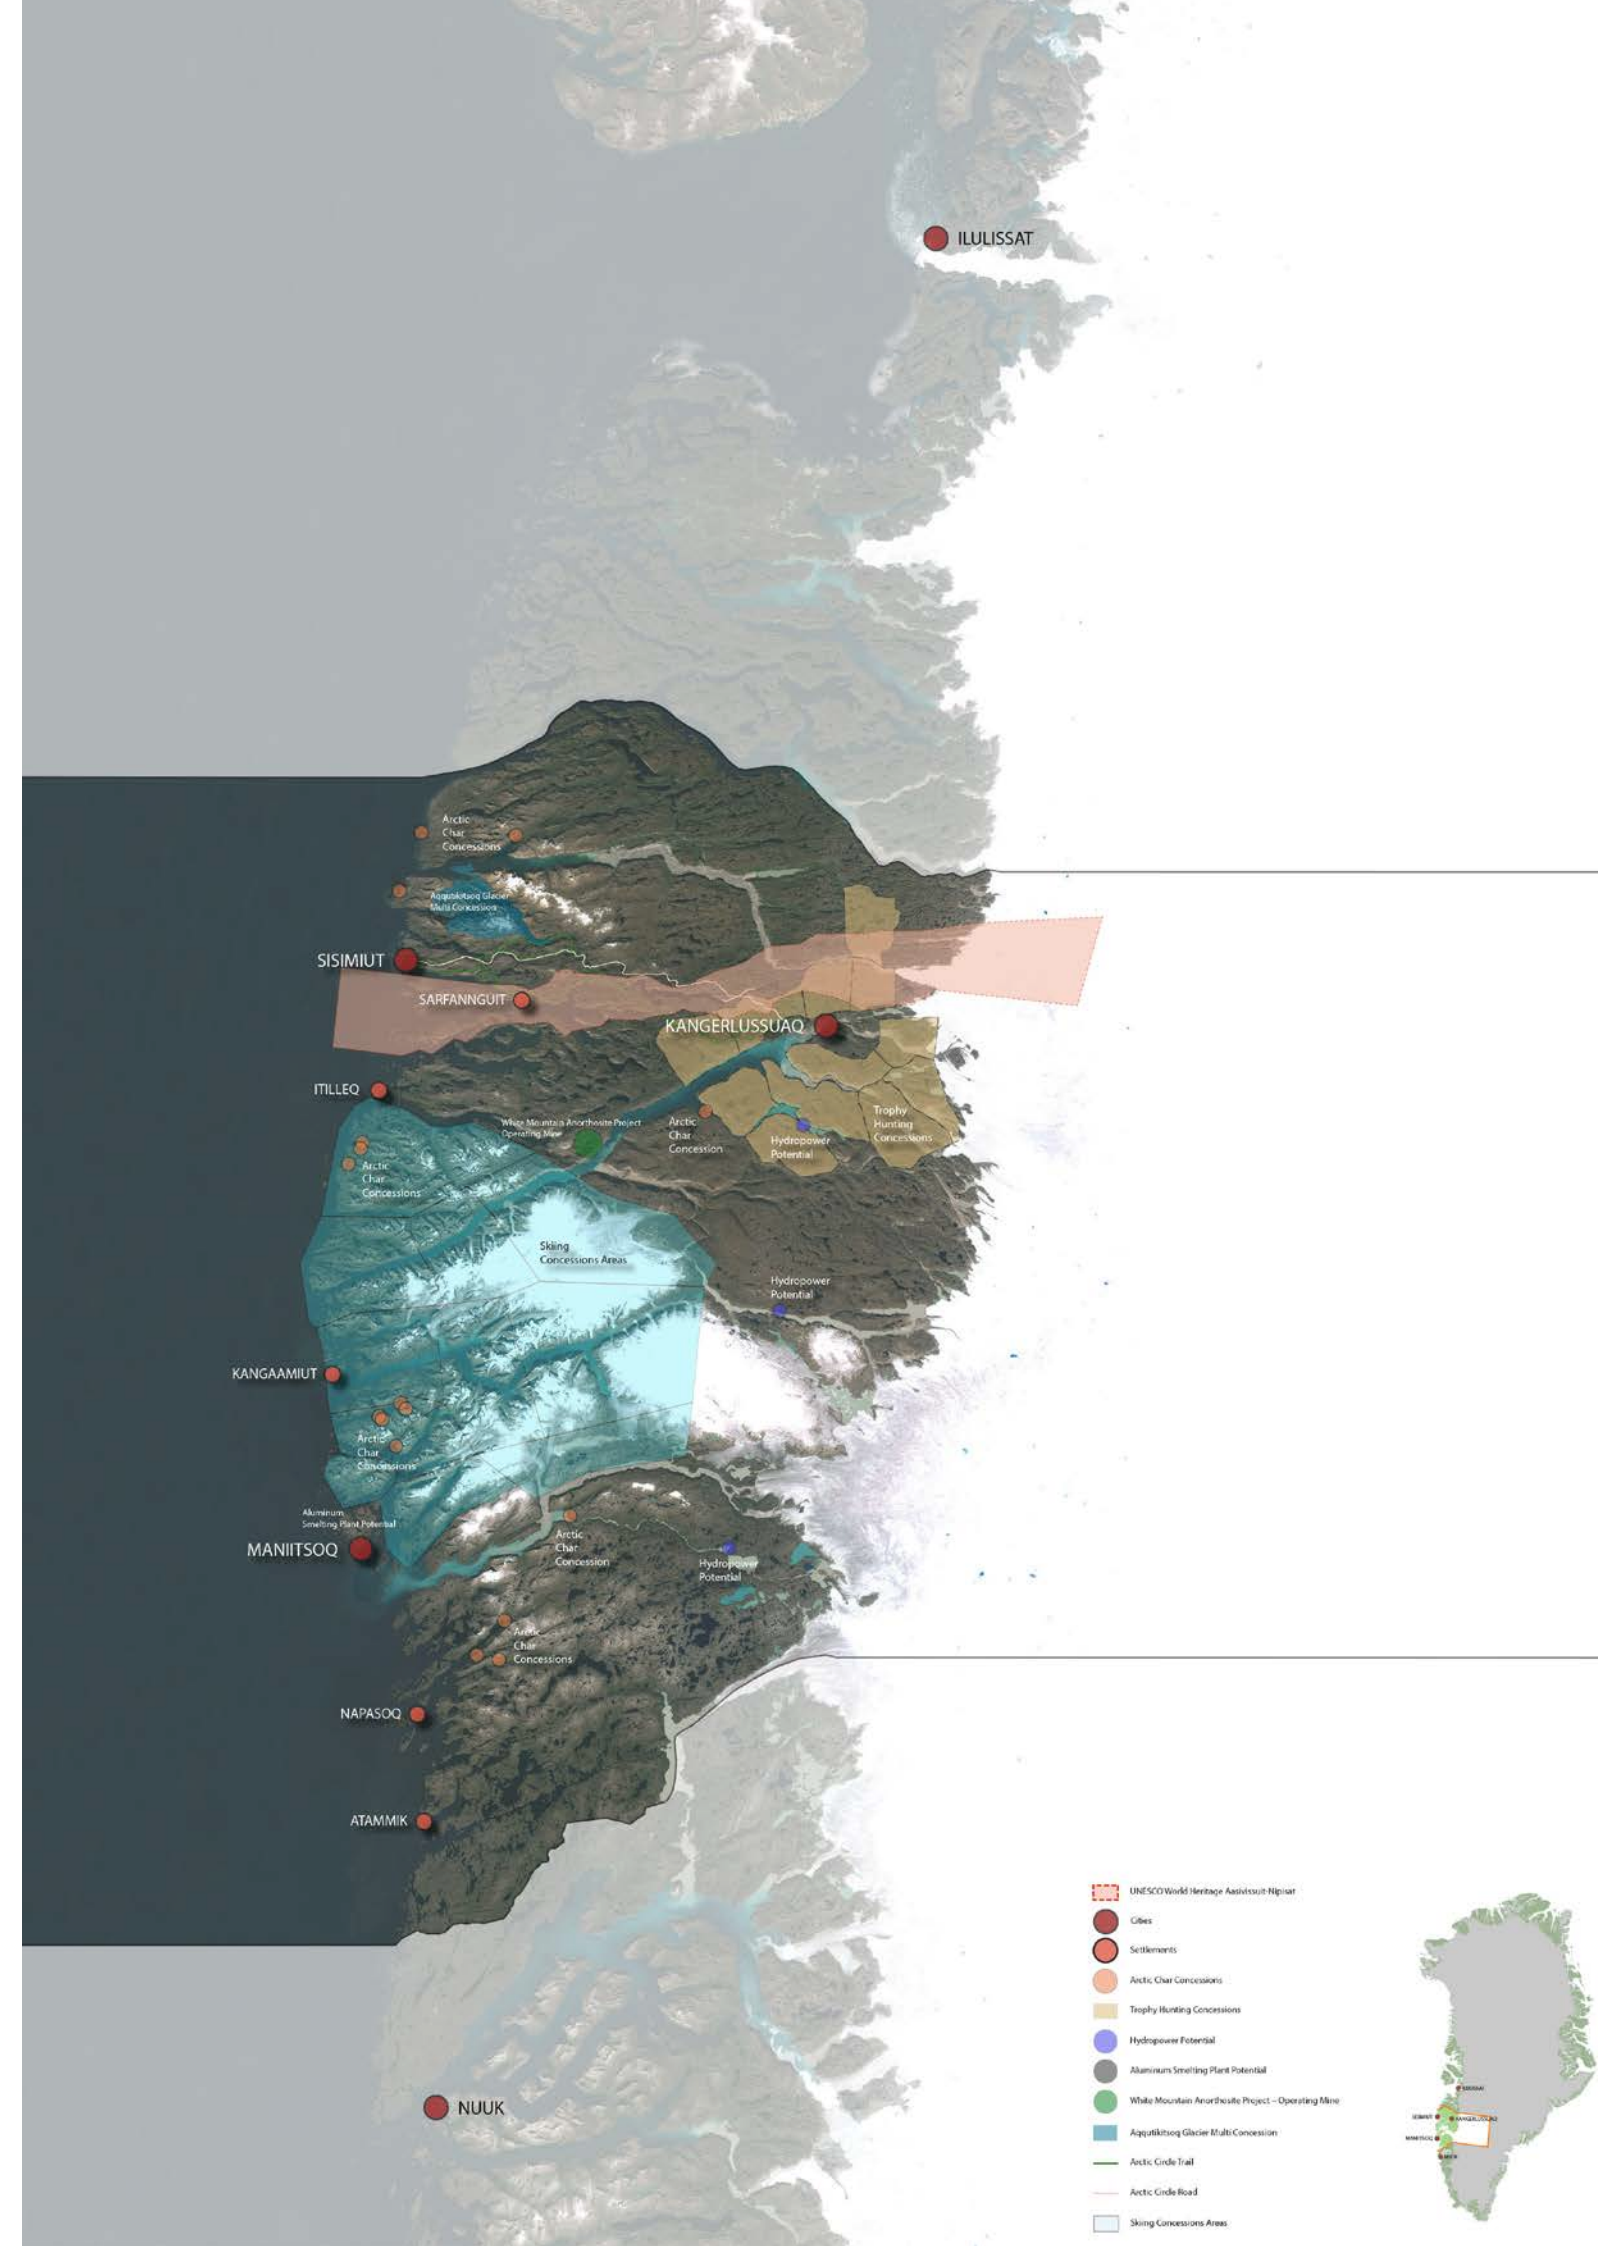 ILULISSAT
Arctic
Char
Concessions
Aqqutikitsoq Glacier
Multi Concession
SISIMIUT
SARFANNGUIT
KANGERLUSSUAQ
ITILLEQ
White Mountain Anorthosite Project
Operating Mine
Arctic
Char
Concession
Trophy
Hunting
Concessions
Hydropower
Potential
Arctic
Char
Concessions
Skiing
Concessions Areas
Hydropower
Potential
KANGAAMIUT
Arctic
Char
Concessions
Aluminum
Smelting Plant Potential
MANIITSOQ
Arctic
Char
Concession
Hydropower
Potential
Arctic
Char
Concessions
NAPASOQ
ATAMMIK
NUUK
UNESCO World Heritage Aasivissuit-Nipisat
Cities
Settlements
Arctic Char Concessions
Trophy Hunting Concessions
Hydropower Potential
Aluminum Smelting Plant Potential
White Mountain Anorthosite Project – Operating Mine
Aqqutikitsoq Glacier Multi Concession
Arctic Circle Trail
Arctic Circle Road
Skiing Concessions Areas
SISIMIUT
KANGERLUSSUAQ
MANIITSOQ
NUUK